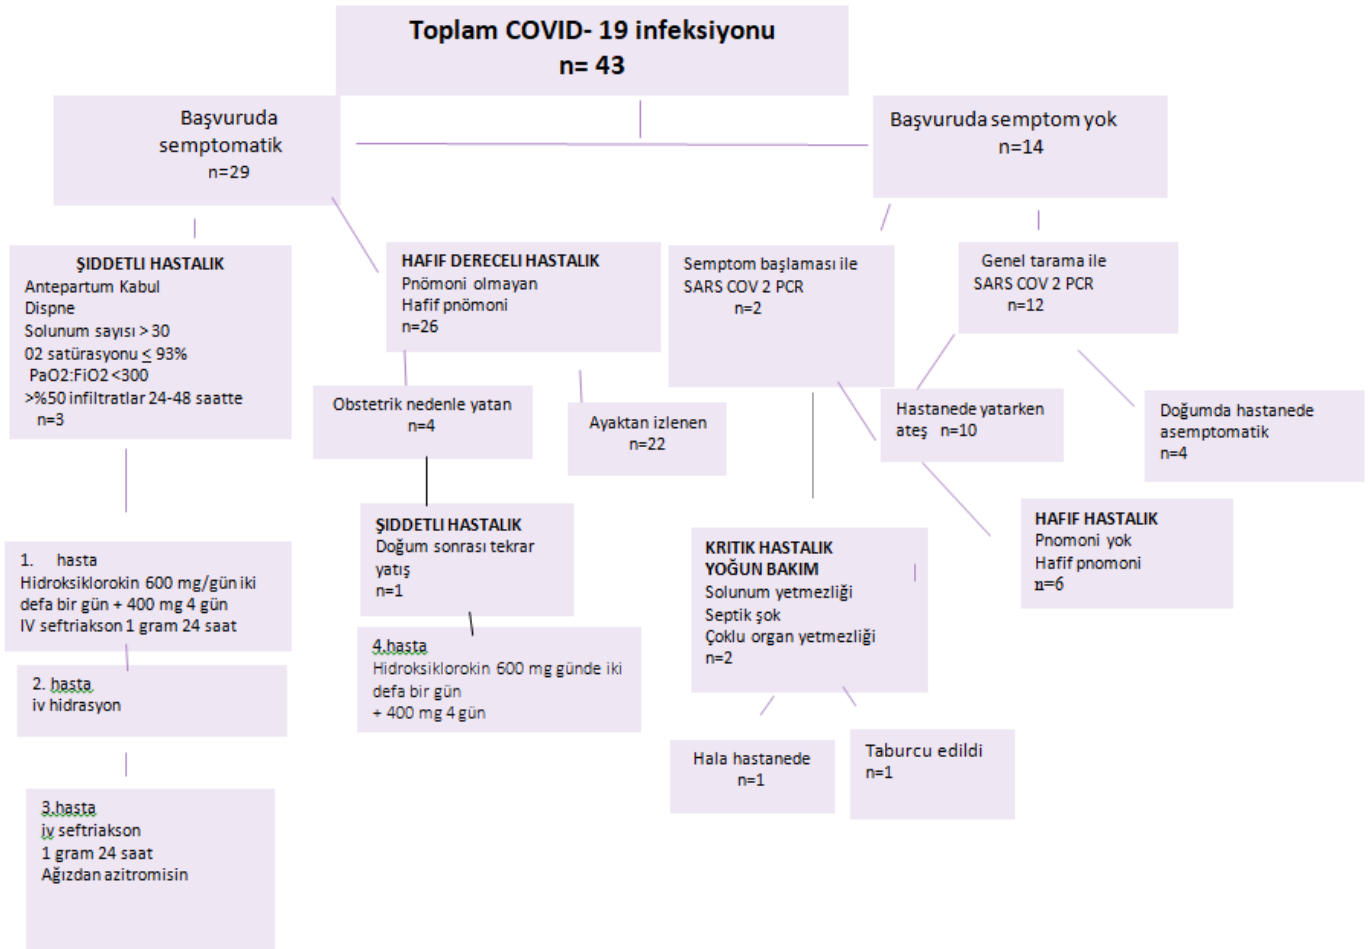 Toplam COVID- 19 infeksiyonu
n= 43
Başvuruda
semptomatik
n=29
Başvuruda semptom yok
n=14
ŞIDDETLI HASTALIK
Antepartum Kabul
Dispne
Solunum sayısı > 30
02 satürasyonu ≤ 93%
PaO2:FiO2 <300
>%50 infiltratlar 24-48 saatte
n=3
HAFIF DERECELI HASTALIK
Pnömoni olmayan
Hafif pnömoni
n=26
Semptom başlaması ile
SARS COV 2 PCR
n=2
Genel tarama ile
SARS COV 2 PCR
n=12
Obstetrik nedenle yatan
n=4
Ayaktan izlenen
n=22
Hastanede yatarken
ateş n=10
Doğumda hastanede
asemptomatik
n=4
ŞIDDETLI HASTALIK
Doğum sonrası tekrar
yatış
n=1
KRITIK HASTALIK
YOĞUN BAKIM
Solunum yetmezliği
Septik şok
Çoklu organ yetmezliği
n=2
HAFIF HASTALIK
Pnomoni yok
Hafif pnomoni
n=6
1. hasta
Hidroksiklorokin 600 mg/gün iki
defa bir gün + 400 mg 4 gün
IV seftriakson 1 gram 24 saat
4.hasta
Hidroksiklorokin 600 mg günde iki
defa bir gün
+ 400 mg 4 gün
2. hasta
iv hidrasyon
Hala hastanede
n=1
Taburcu edildi
n=1
3.hasta
iv seftriakson
1 gram 24 saat
Ağızdan azitromisin